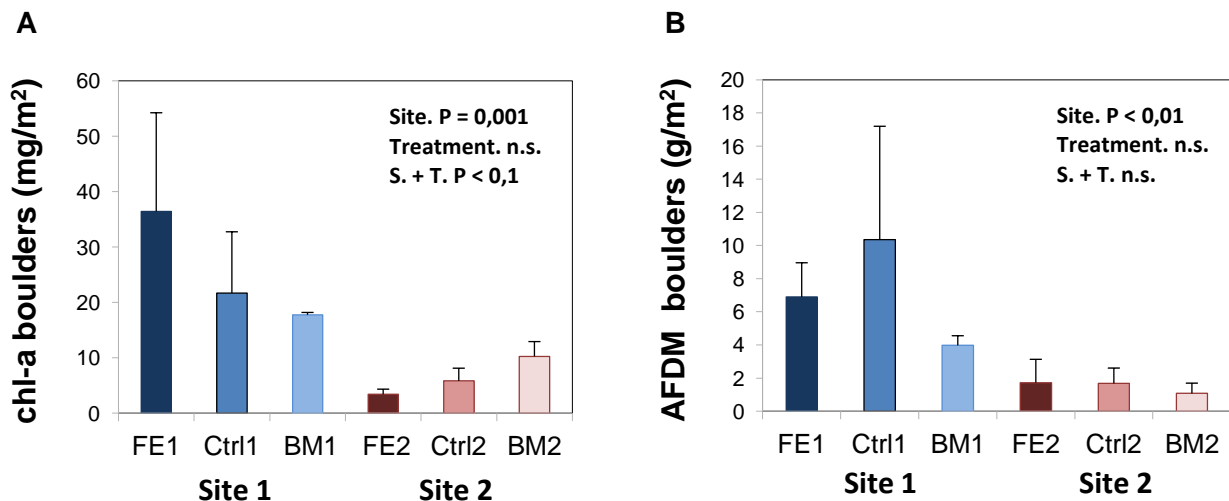 A
chl-a boulders (mg/m²)
60
50
40
30
20
10
0
Site. P = 0,001
Treatment. n.s.
S. + T. P < 0,1
FE1 Ctrl1 BM1 FE2 Ctrl2 BM2
Site 1 Site 2
B
AFDM boulders (g/m²)
20
18
16
14
12
10
8
6
4
2
0
Site. P < 0,01
Treatment. n.s.
S. + T. n.s.
FE1 Ctrl1 BM1 FE2 Ctrl2 BM2
Site 1 Site 2